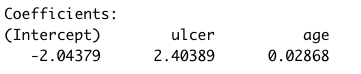 Coefficients:
(Intercept) ulcer age
-2.04379 2.40389 0.02868